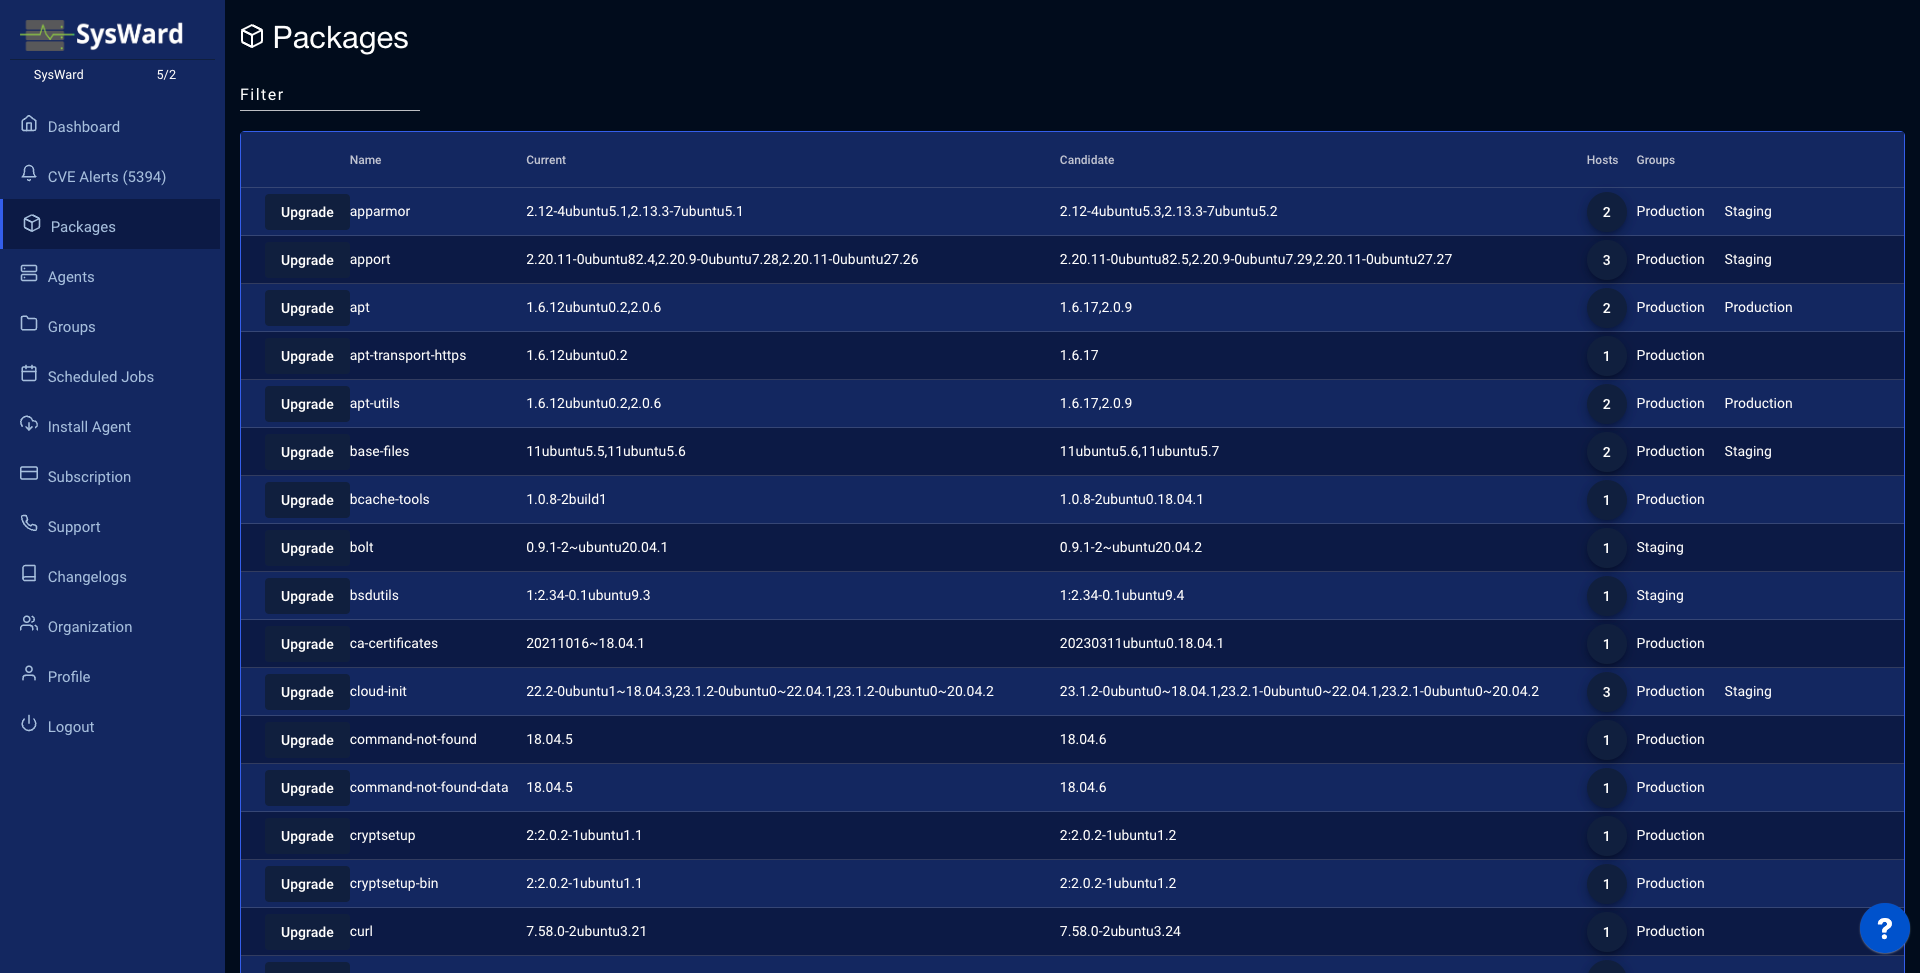 SysWard
SysWard 5/2
Dashboard
CVE Alerts (5394)
Packages
Agents
Groups
Scheduled Jobs
Install Agent
Subscription
Support
Changelogs
Organization
Profile
Logout
Packages
Filter
Name Current Candidate Hosts Groups
Upgrade apparmor 2.12-4ubuntu5.1,2.13.3-7ubuntu5.1 2.12-4ubuntu5.3,2.13.3-7ubuntu5.2 2 Production Staging
Upgrade apport 2.20.11-0ubuntu82.4,2.20.9-0ubuntu7.28,2.20.11-0ubuntu27.26 2.20.11-0ubuntu82.5,2.20.9-0ubuntu7.29,2.20.11-0ubuntu27.27 3 Production Staging
Upgrade apt 1.6.12ubuntu0.2,2.0.6 1.6.17,2.0.9 2 Production Production
Upgrade apt-transport-https 1.6.12ubuntu0.2 1.6.17 1 Production
Upgrade apt-utils 1.6.12ubuntu0.2,2.0.6 1.6.17,2.0.9 2 Production Production
Upgrade base-files 11ubuntu5.5,11ubuntu5.6 11ubuntu5.6,11ubuntu5.7 2 Production Staging
Upgrade bcache-tools 1.0.8-2build1 1.0.8-2ubuntu0.18.04.1 1 Production
Upgrade bolt 0.9.1-2~ubuntu20.04.1 0.9.1-2~ubuntu20.04.2 1 Staging
Upgrade bsdutils 1:2.34-0.1ubuntu9.3 1:2.34-0.1ubuntu9.4 1 Staging
Upgrade ca-certificates 20211016~18.04.1 20230311ubuntu0.18.04.1 1 Production
Upgrade cloud-init 22.2-0ubuntu1~18.04.3,23.1.2-0ubuntu0~22.04.1,23.1.2-0ubuntu0~20.04.2 23.1.2-0ubuntu0~18.04.1,23.2.1-0ubuntu0~22.04.1,23.2.1-0ubuntu0~20.04.2 3 Production Staging
Upgrade command-not-found 18.04.5 18.04.6 1 Production
Upgrade command-not-found-data 18.04.5 18.04.6 1 Production
Upgrade cryptsetup 2:2.0.2-1ubuntu1.1 2:2.0.2-1ubuntu1.2 1 Production
Upgrade cryptsetup-bin 2:2.0.2-1ubuntu1.1 2:2.0.2-1ubuntu1.2 1 Production
Upgrade curl 7.58.0-2ubuntu3.21 7.58.0-2ubuntu3.24 1 Production
?